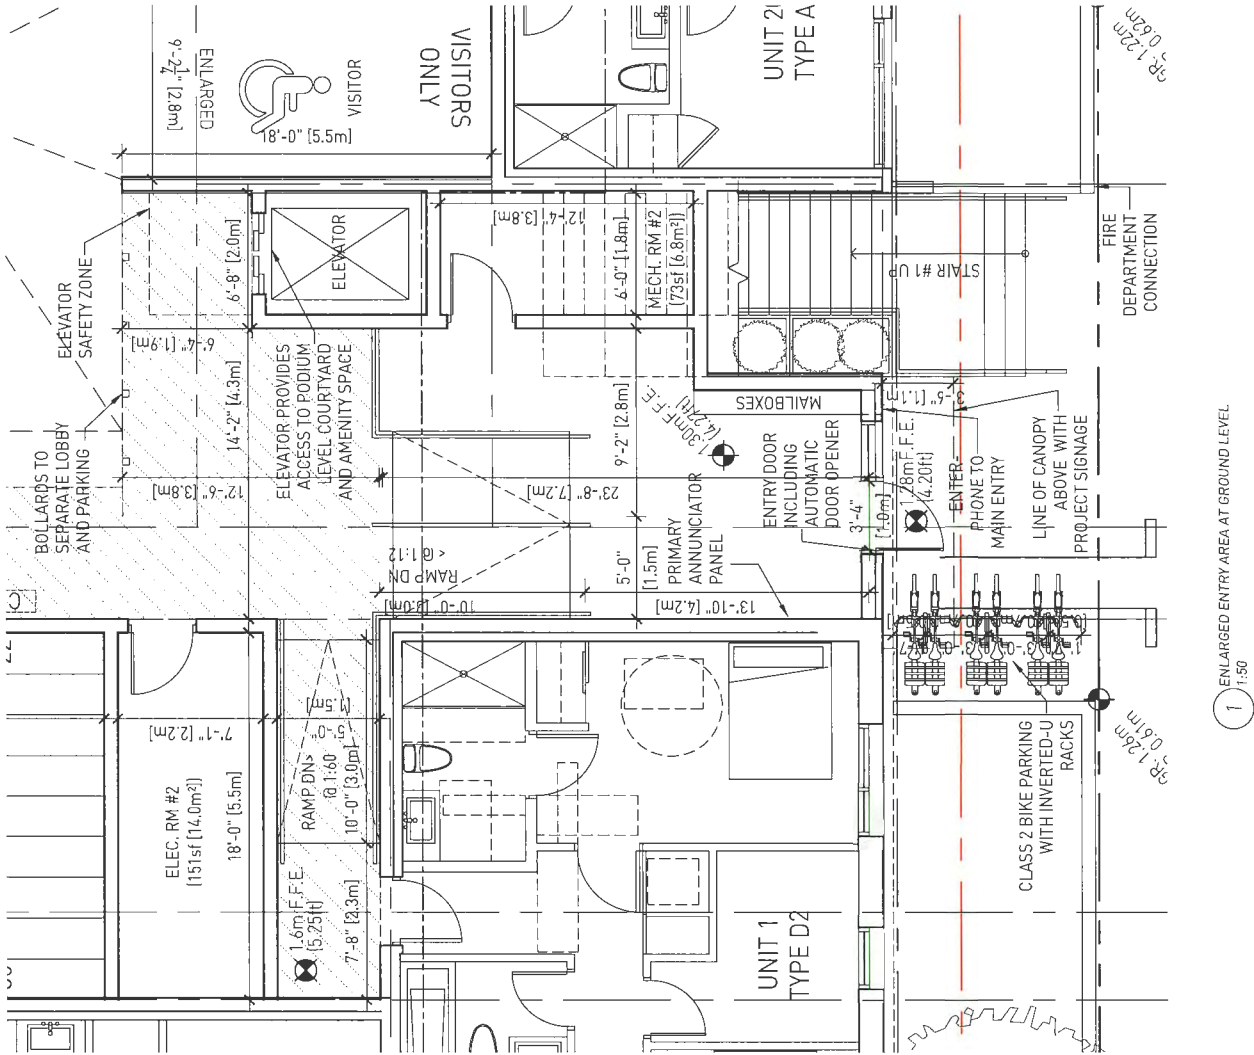 9'-2¼" [2.8m]
ENLARGED
VISITOR
18'-0" [5.5m]
VISITORS
ONLY
UNIT 20
TYPE A
GR. 1.22m
0.62m
ELEVATOR
SAFETY ZONE
6'-8" [2.0m]
ELEVATOR
12'-4" [3.8m]
6'-0" [1.8m]
MECH. RM #2
(73sf [6.8m²])
STAIR #1 UP
FIRE
DEPARTMENT
CONNECTION
6'-4" [1.9m]
BOLLARDS TO
SEPARATE LOBBY
AND PARKING
14'-2" [4.3m]
12'-6" [3.8m]
ELEVATOR PROVIDES
ACCESS TO PODIUM
LEVEL COURTYARD
AND AMENITY SPACE
9'-2" [2.8m]
23'-8" [7.2m]
1.30m F.F.E.
(4.27ft)
MAILBOXES
3'-6" [1.1m]
ENTRY DOOR
INCLUDING
AUTOMATIC
DOOR OPENER
3'-4"
[1.0m]
1.28m F.F.E.
(4.20ft)
ENTER-
PHONE TO
MAIN ENTRY
LINE OF CANOPY
ABOVE WITH
PROJECT SIGNAGE
RAMP DN
< @ 1:12
10'-0" [3.0m]
5'-0"
[1.5m]
PRIMARY
ANNUNCIATOR
PANEL
13'-10" [4.2m]
C
22
7'-1" [2.2m]
ELEC. RM #2
(151sf [14.0m²])
18'-0" [5.5m]
5'-0"
[1.5m]
RAMP DN
@ 1:60
10'-0" [3.0m]
1.6m F.F.E.
(5.25ft)
7'-8" [2.3m]
UNIT 1
TYPE D2
CLASS 2 BIKE PARKING
WITH INVERTED-U
RACKS
GR. 1.26m
0.61m
1
ENLARGED ENTRY AREA AT GROUND LEVEL
1:50